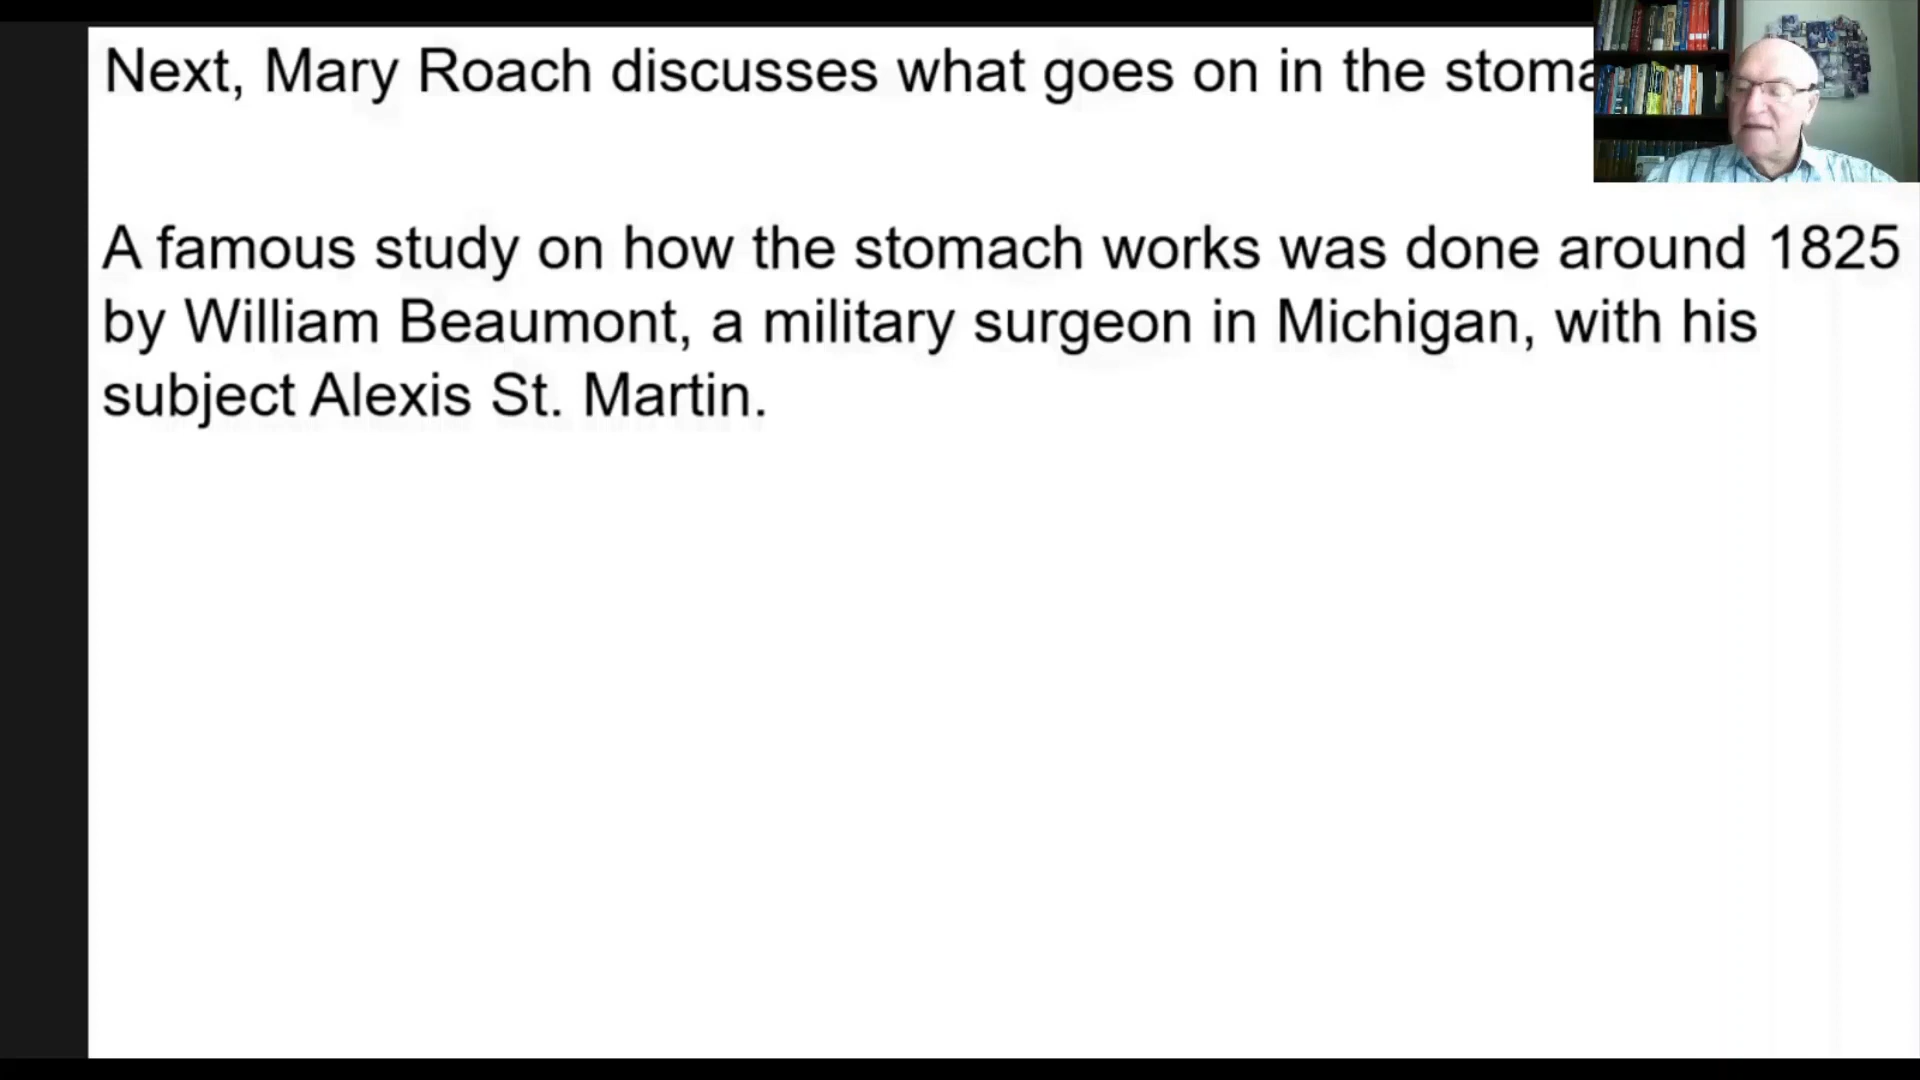 Next, Mary Roach discusses what goes on in the
A famous study on how the stomach works was done around 1825
by William Beaumont, a military surgeon in Michigan, with his
subject Alexis St. Martin.